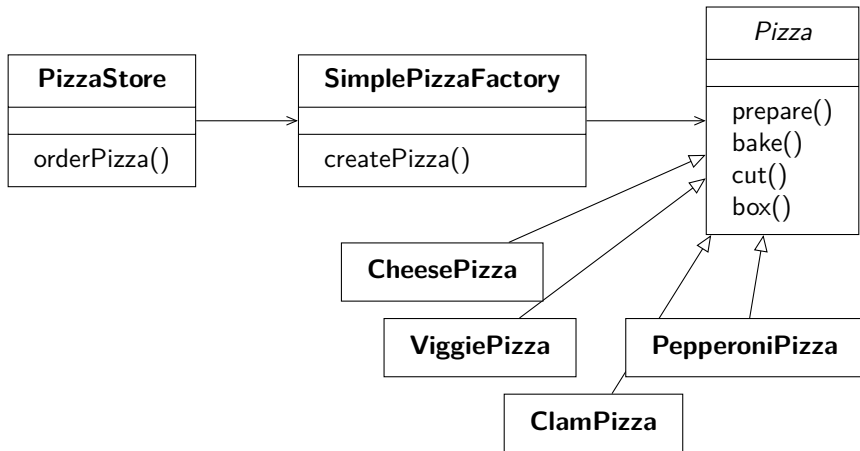 PizzaStore
orderPizza()
SimplePizzaFactory
createPizza()
Pizza
prepare()
bake()
cut()
box()
CheesePizza
ViggiePizza
PepperoniPizza
ClamPizza